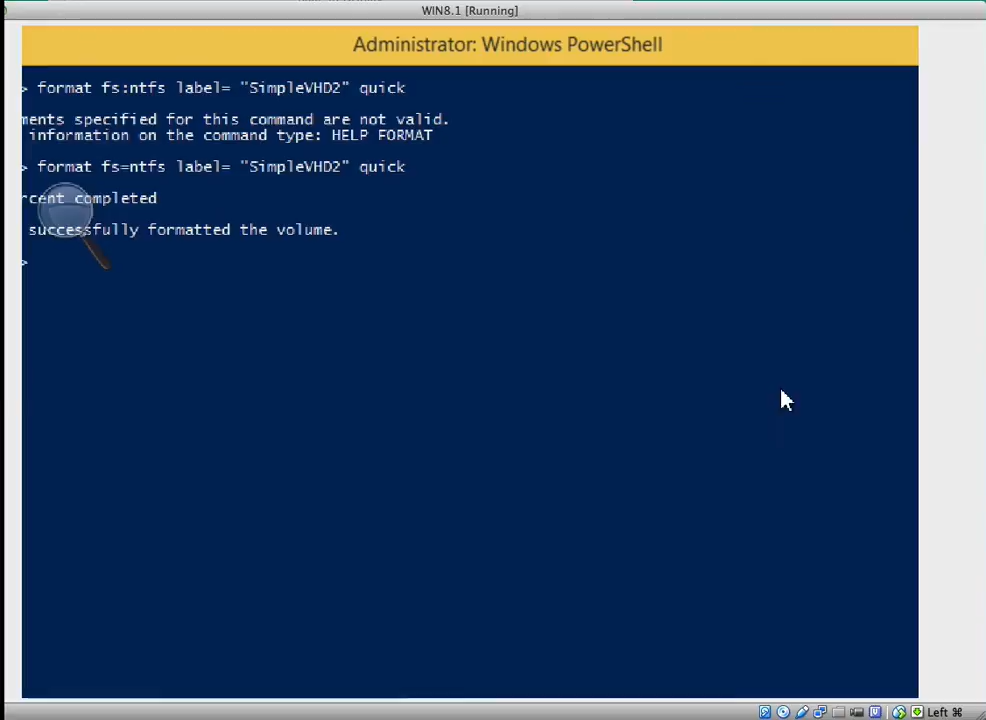 WIN8.1 [Running]
Administrator: Windows PowerShell
> format fs:ntfs label= "SimpleVHD2" quick
ments specified for this command are not valid.
information on the command type: HELP FORMAT
> format fs=ntfs label= "SimpleVHD2" quick
rcent completed
successfully formatted the volume.
>
Left ⌘